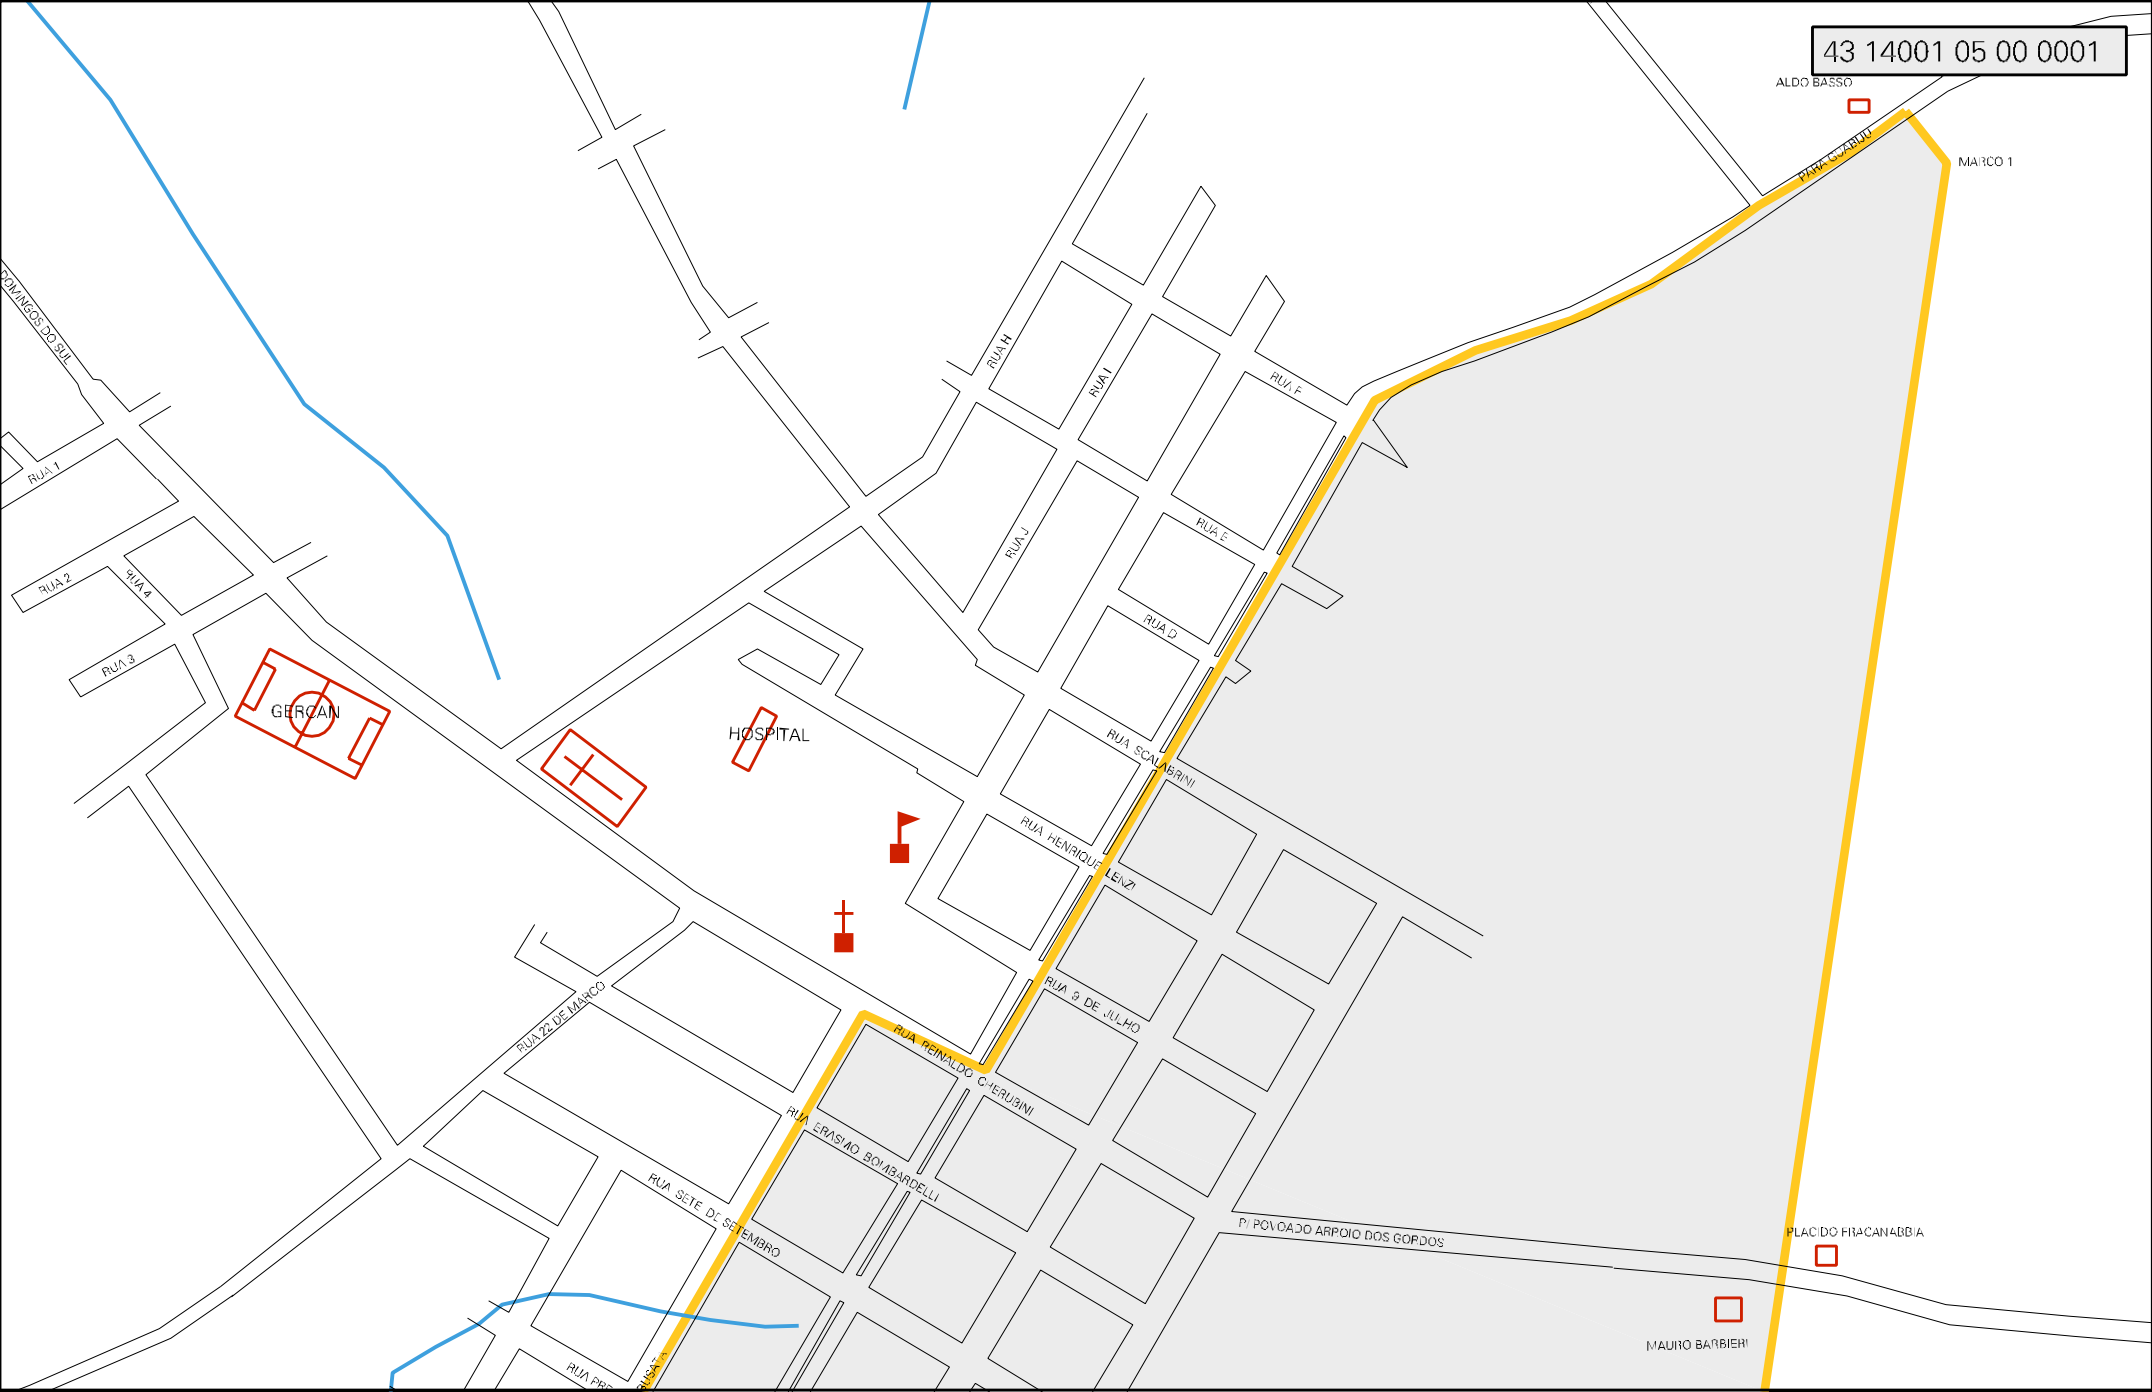 43 14001 05 00 0001
ALDO BASSO
PARA GUABIJU
MARCO 1
DOMINGOS DO SUL
RUA H
RUA I
RUA F
RUA 1
RUA E
RUA J
RUA 2
RUA 4
RUA D
RUA 3
GERCAN
HOSPITAL
RUA SCALABRINI
RUA HENRIQUE LENZI
RUA 9 DE JULHO
RUA 22 DE MARCO
RUA REINALDO CHERUBINI
RUA ERASMO BOMBARDELLI
RUA SETE DE SETEMBRO
P/ POVOADO ARROIO DOS GORDOS
PLACIDO FRACANABBIA
MAURO BARBIERI
RUA PRE
BUSATA